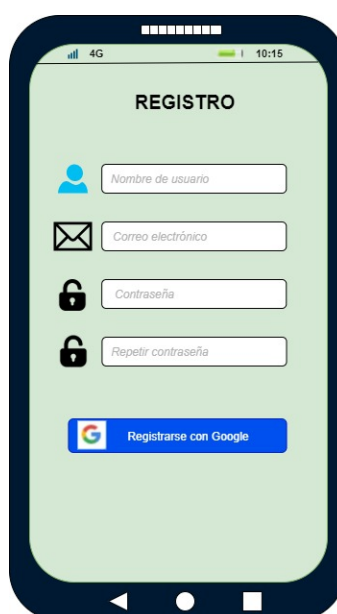 4G 10:15
REGISTRO
Nombre de usuario
Correo electrónico
Contraseña
Repetir contraseña
G Registrarse con Google